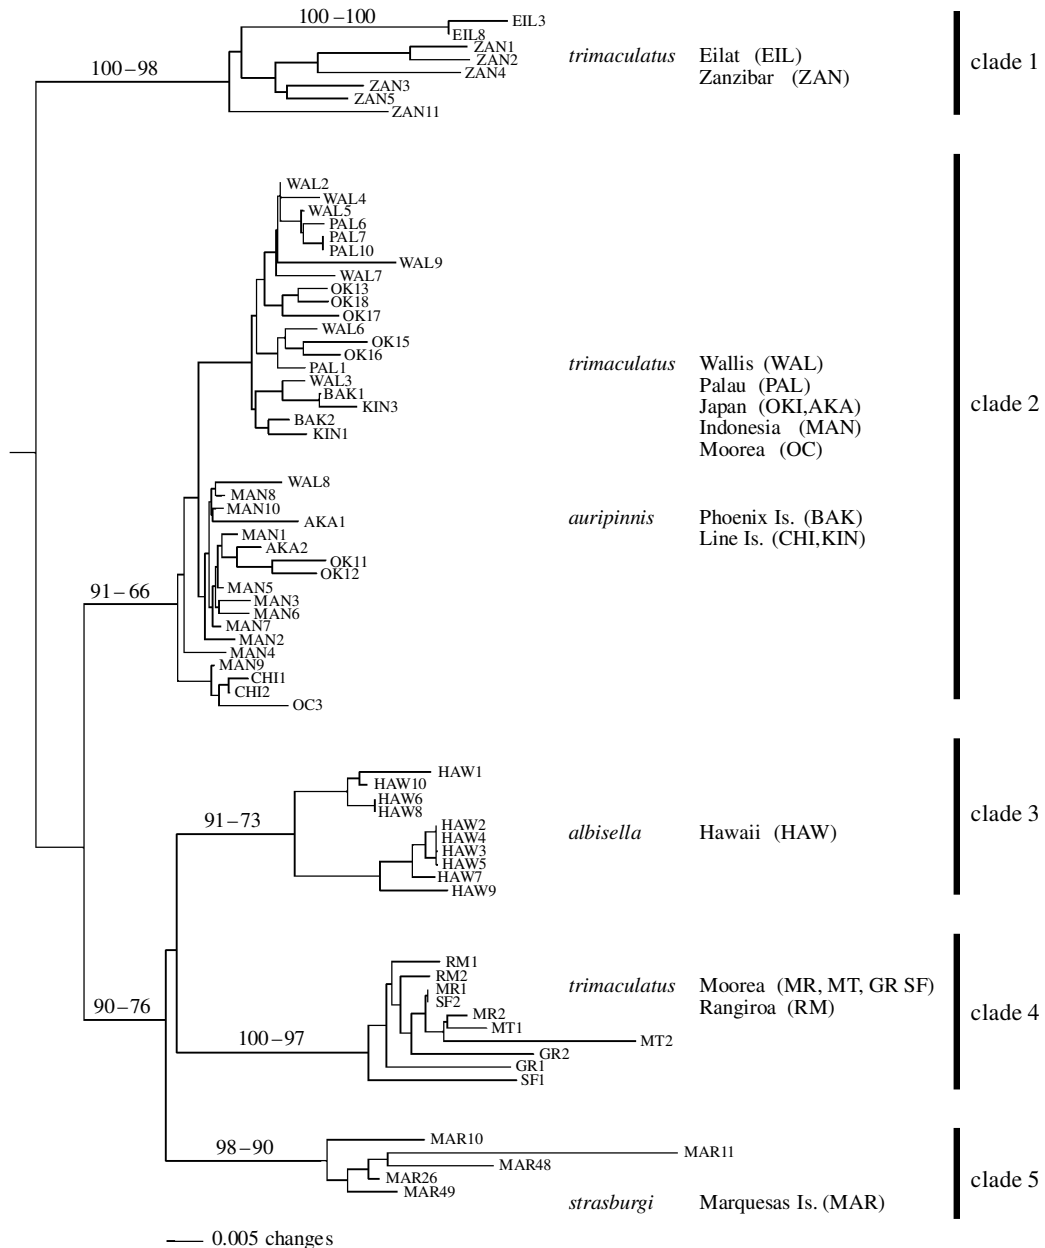 100–100
EIL3
EIL8
ZAN1
trimaculatus Eilat (EIL)
ZAN2
100–98
clade 1
ZAN4
Zanzibar (ZAN)
ZAN3
ZAN5
ZAN11
WAL2
WAL4
WAL5
PAL6
PAL7
PAL10
WAL9
WAL7
OK13
OK18
OK17
WAL6
OK15
OK16
trimaculatus Wallis (WAL)
PAL1
WAL3
Palau (PAL)
BAK1
clade 2
KIN3
Japan (OKI,AKA)
BAK2
Indonesia (MAN)
KIN1
Moorea (OC)
WAL8
MAN8
MAN10
auripinnis Phoenix Is. (BAK)
AKA1
MAN1
Line Is. (CHI,KIN)
AKA2
OK11
OK12
91–66
MAN5
MAN3
MAN6
MAN7
MAN2
MAN4
MAN9
CHI1
CHI2
OC3
HAW1
HAW10
HAW6
HAW8
clade 3
91–73
HAW2
albisella Hawaii (HAW)
HAW4
HAW3
HAW5
HAW7
HAW9
RM1
RM2
trimaculatus Moorea (MR, MT, GR SF)
MR1
SF2
90–76
Rangiroa (RM)
clade 4
MR2
MT1
100–97
MT2
GR2
GR1
SF1
MAR10
98–90
MAR11
MAR48
MAR26
clade 5
MAR49
strasburgi Marquesas Is. (MAR)
0.005 changes